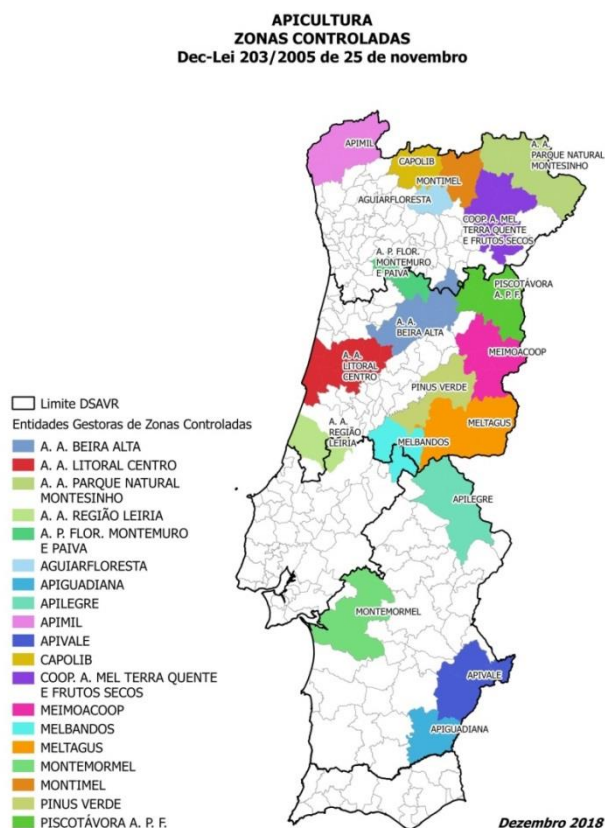 APICULTURA
ZONAS CONTROLADAS
Dec-Lei 203/2005 de 25 de novembro
APIMIL
CAPOLIB
MONTIMEL
A. A.
PARQUE NATURAL
MONTESINHO
AGUIARFLORESTA
COOP. A. MEL
TERRA QUENTE
E FRUTOS SECOS
A. P. FLOR.
MONTEMURO
E PAIVA
PISCOTÁVORA
A. P. F.
A. A.
BEIRA ALTA
A. A.
LITORAL
CENTRO
MEIMOACOOP
PINUS VERDE
A. A.
REGIÃO
LEIRIA
MELBANDOS
MELTAGUS
APILEGRE
MONTEMORMEL
APIVALE
APIGUADIANA
Limite DSAVR
Entidades Gestoras de Zonas Controladas
A. A. BEIRA ALTA
A. A. LITORAL CENTRO
A. A. PARQUE NATURAL
MONTESINHO
A. A. REGIÃO LEIRIA
A. P. FLOR. MONTEMURO
E PAIVA
AGUIARFLORESTA
APIGUADIANA
APILEGRE
APIMIL
APIVALE
CAPOLIB
COOP. A. MEL TERRA QUENTE
E FRUTOS SECOS
MEIMOACOOP
MELBANDOS
MELTAGUS
MONTEMORMEL
MONTIMEL
PINUS VERDE
PISCOTÁVORA A. P. F.
Dezembro 2018